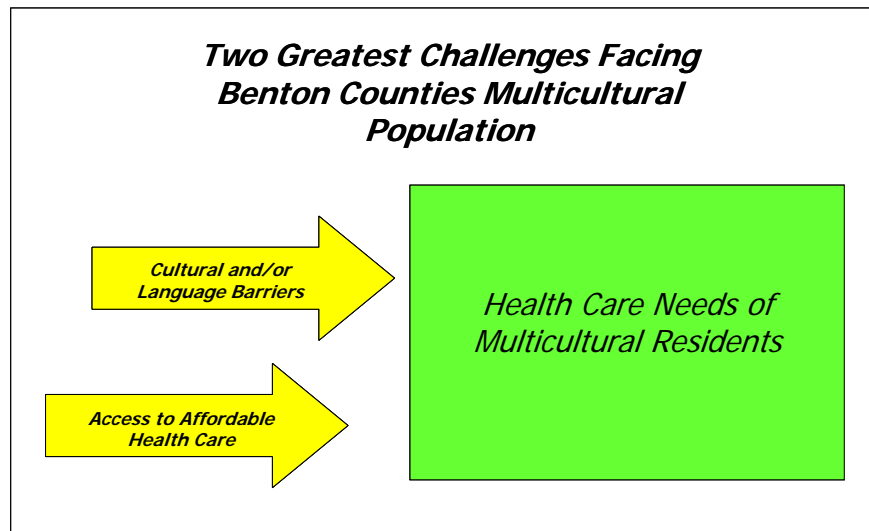 Two Greatest Challenges Facing
Benton Counties Multicultural
Population
Cultural and/or
Language Barriers
Health Care Needs of
Multicultural Residents
Access to Affordable
Health Care